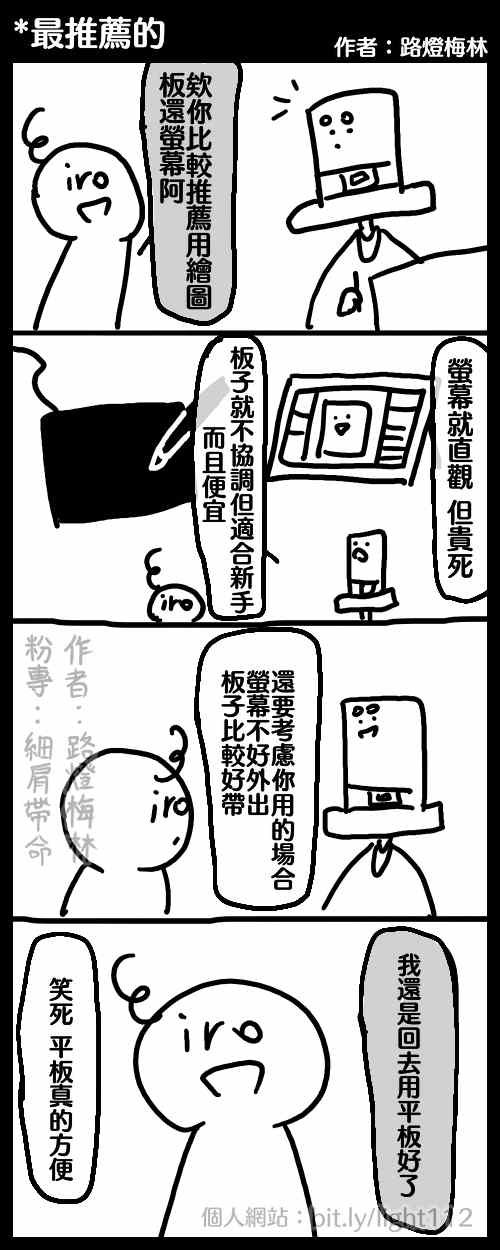 *最推薦的
作者：路燈梅林
欸你比較推薦用繪圖
板還螢幕阿
iro
螢幕就直觀 但貴死
板子就不協調但適合新手
而且便宜
iro
還要考慮你用的場合
螢幕不好外出
板子比較好帶
iro
作者：路燈梅林
粉專：細肩帶命
我還是回去用平板好了
iro
笑死 平板真的方便
個人網站：bit.ly/light112